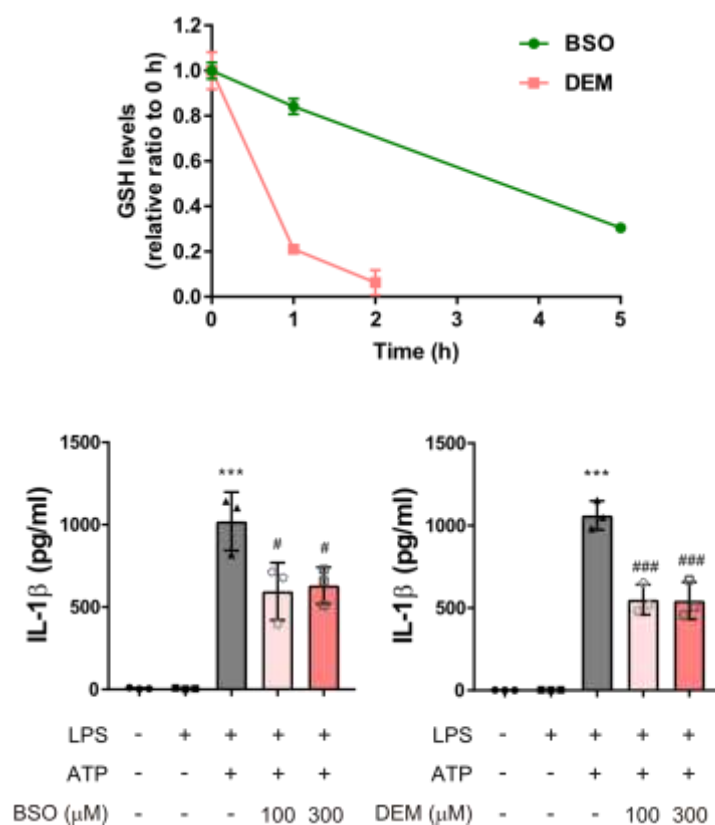 BSO
DEM
GSH levels
(relative ratio to 0 h)
1.0
0.8
0.6
0.4
0.2
0.0
0 1 2 3 4 5
Time (h)
IL-1β (pg/ml)
1500
1000
500
0
***
#
#
LPS - + + + +
ATP - - + + +
BSO (μM) - - - 100 300
IL-1β (pg/ml)
1500
1000
500
0
***
###
###
LPS - + + + +
ATP - - + + +
DEM (μM) - - - 100 300